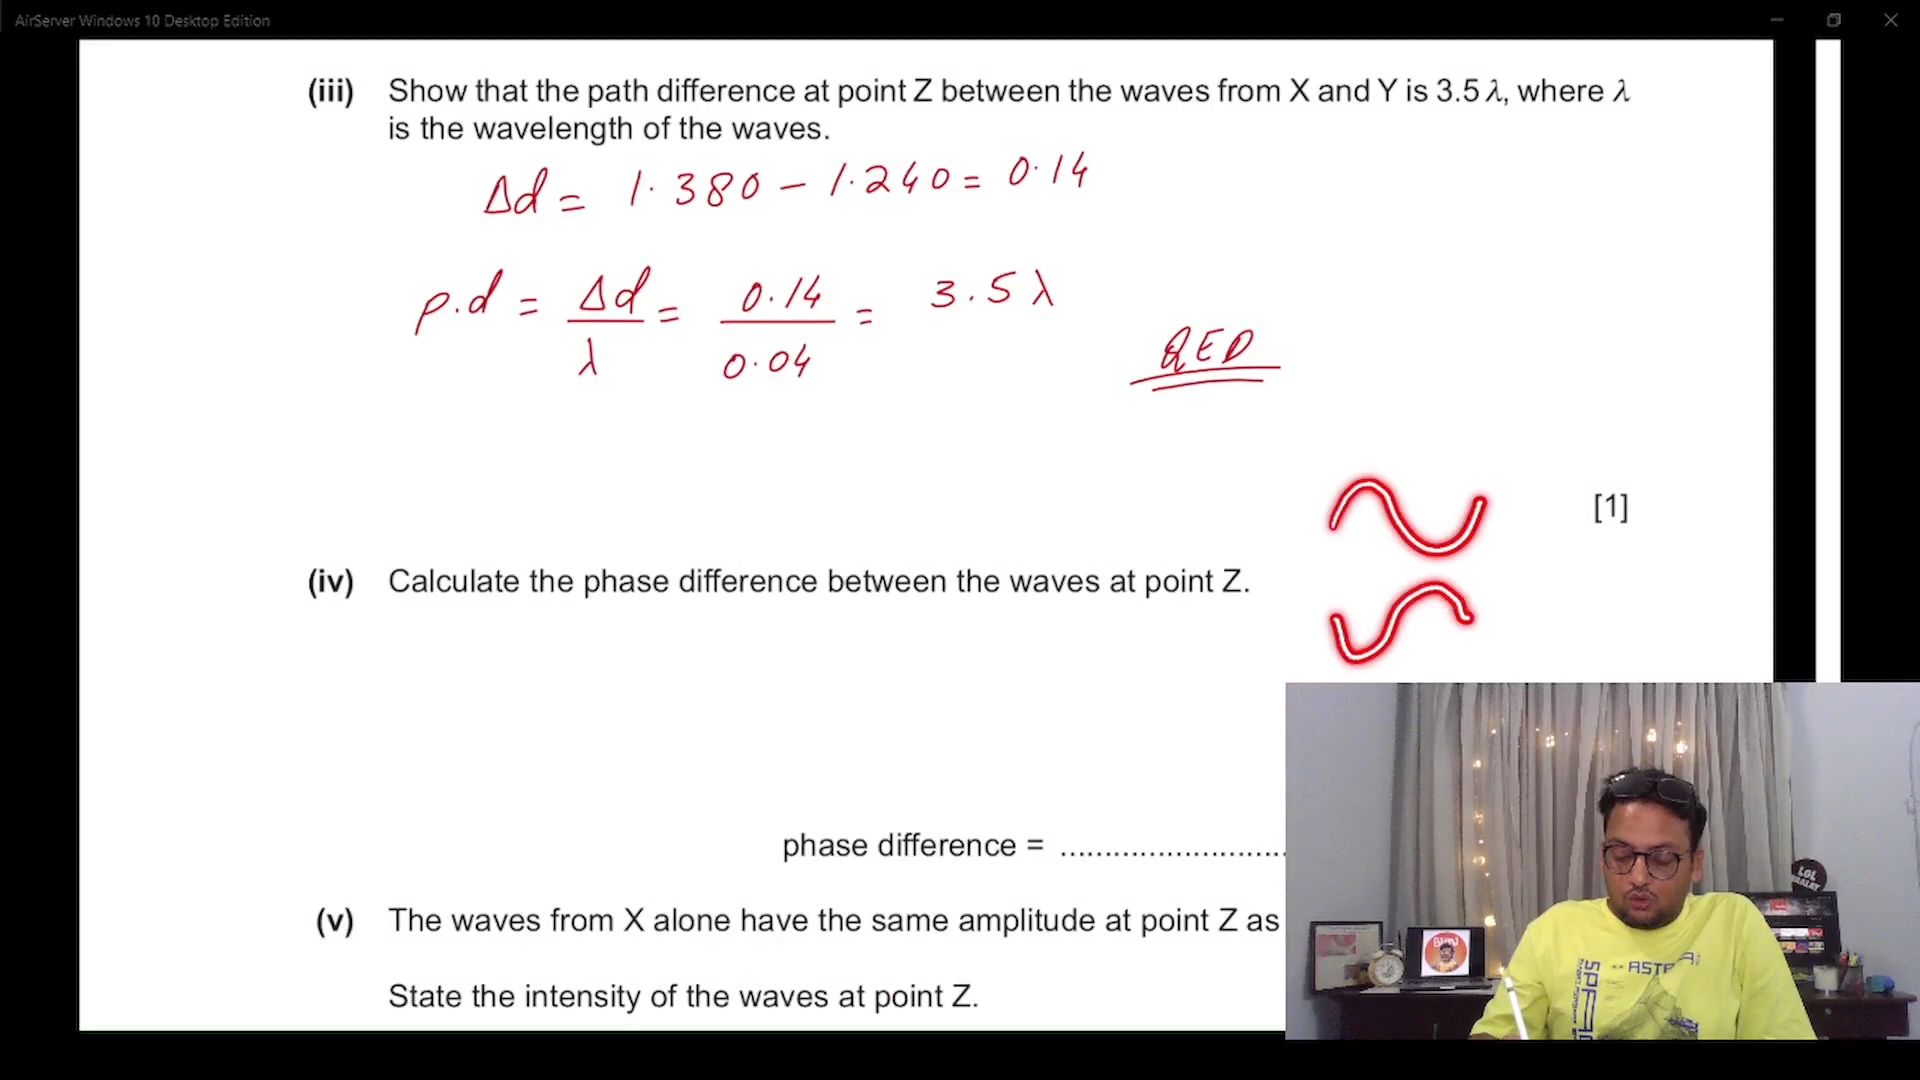 AirServer Windows 10 Desktop Edition
(iii) Show that the path difference at point Z between the waves from X and Y is 3.5 λ, where λ
is the wavelength of the waves.
Δd = 1.380 – 1.240 = 0.14
p.d = Δd/λ = 0.14/0.04 = 3.5 λ
QED
[1]
(iv) Calculate the phase difference between the waves at point Z.
phase difference = ..........................
(v) The waves from X alone have the same amplitude at point Z as
State the intensity of the waves at point Z.
LOL
ASTR